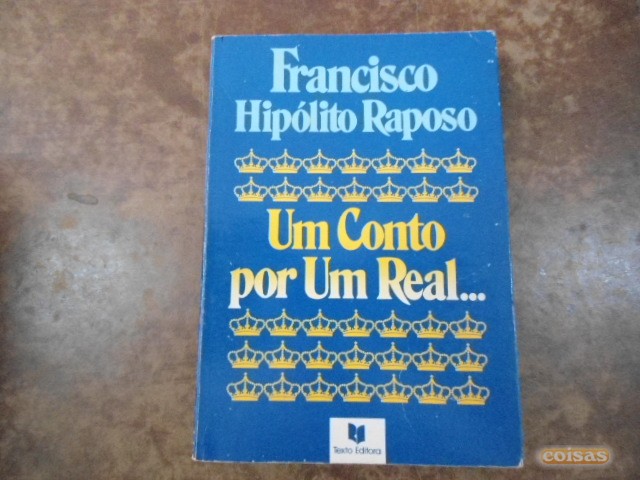 Francisco
Hipólito Raposo
Um Conto
por Um Real...
Texto Editora
coisas